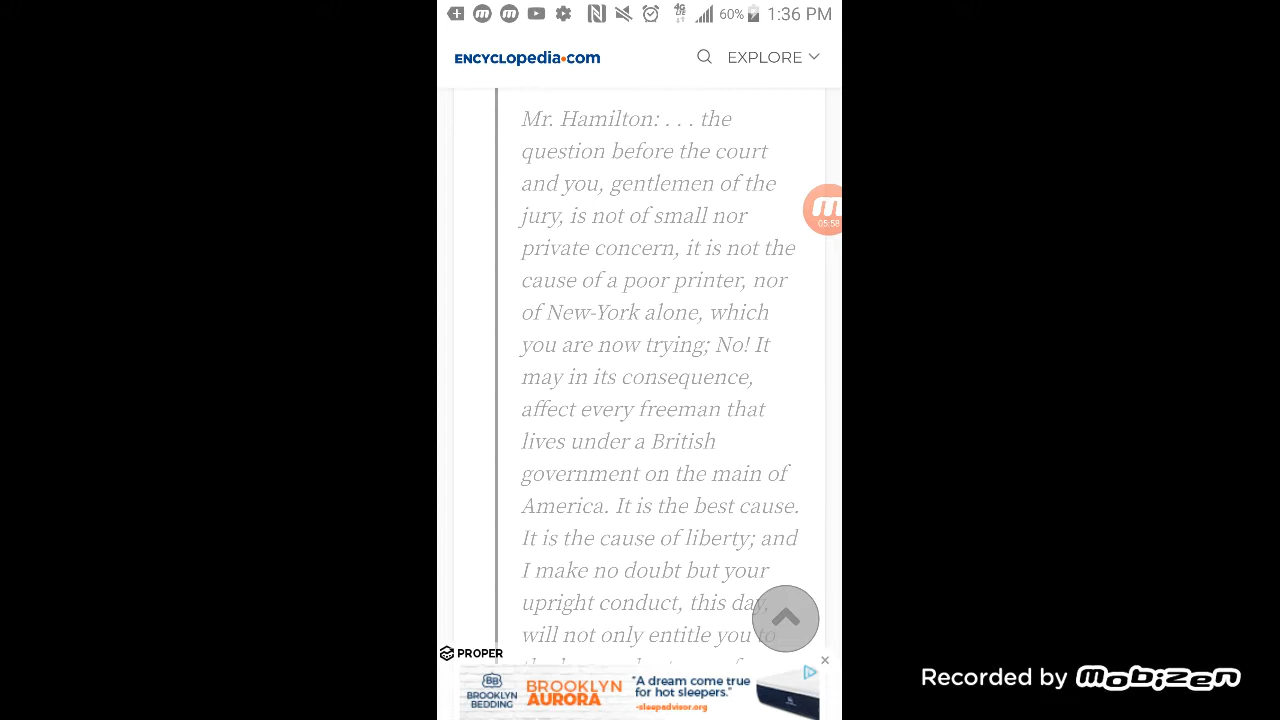 60% 1:36 PM
ENCYCLOpedia.com EXPLORE
Mr. Hamilton: . . . the
question before the court
and you, gentlemen of the
jury, is not of small nor
private concern, it is not the
cause of a poor printer, nor
of New-York alone, which
you are now trying; No! It
may in its consequence,
affect every freeman that
lives under a British
government on the main of
America. It is the best cause.
It is the cause of liberty; and
I make no doubt but your
upright conduct, this day,
will not only entitle you to
05:58
PROPER
BB
BROOKLYN
BEDDING
BROOKLYN
AURORA
"A dream come true
for hot sleepers."
-sleepadvisor.org
Recorded by mobizen